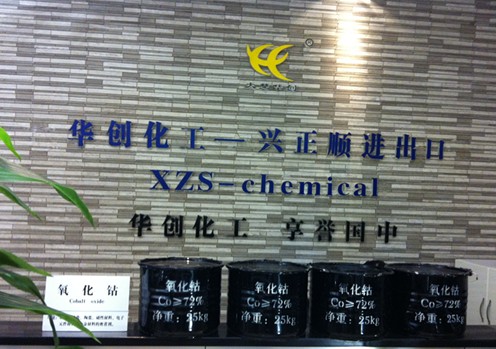 华创化工—兴正顺进出口
XZS-chemical
华创化工 享誉国中
氧 化 钴
Cobalt oxide
氧化钴
Co≥72%
净重：25kg
氧化钴
Co≥72%
净重：25kg
氧化钴
Co≥72%
净重：25kg
氧化钴
Co≥72%
净重：25kg